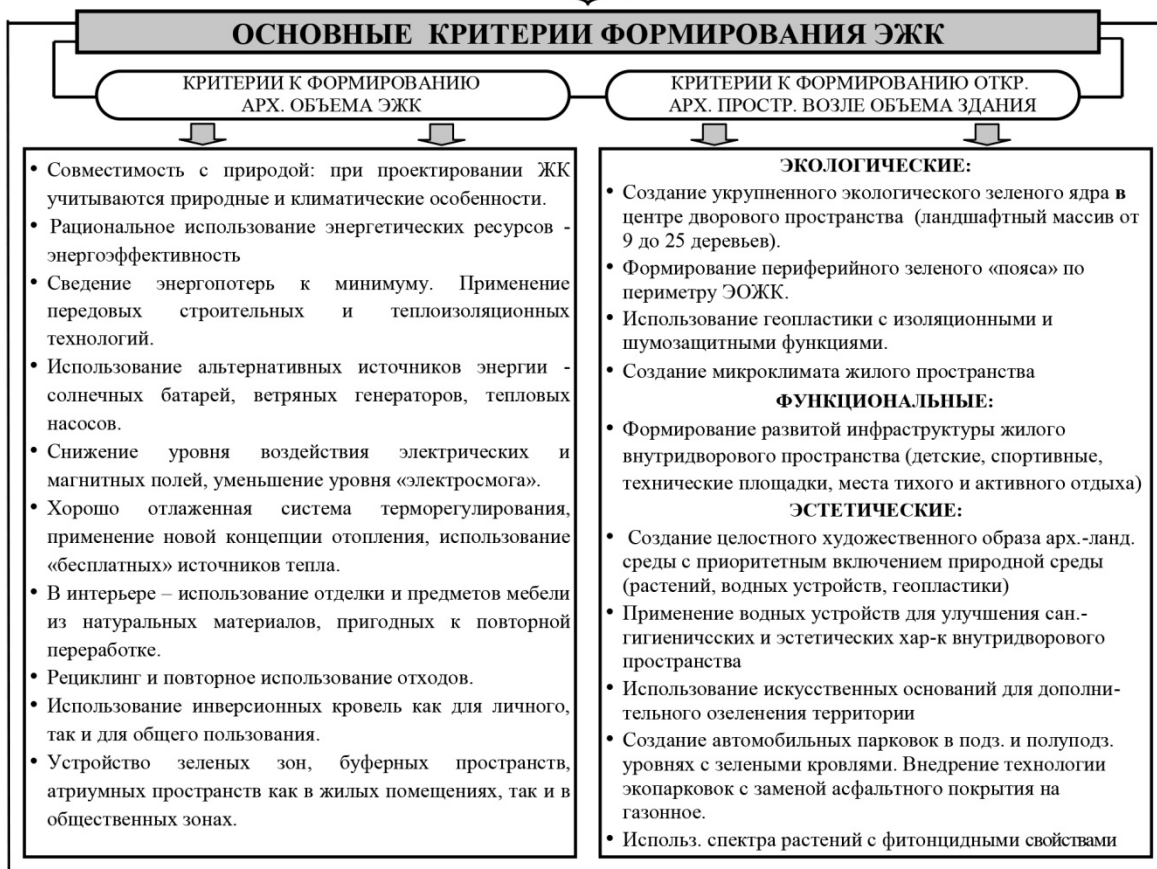 ОСНОВНЫЕ КРИТЕРИИ ФОРМИРОВАНИЯ ЭЖК
КРИТЕРИИ К ФОРМИРОВАНИЮ
АРХ. ОБЪЕМА ЭЖК
• Совместимость с природой: при проектировании ЖК
учитываются природные и климатические особенности.
• Рациональное использование энергетических ресурсов -
энергоэффективность
• Сведение энергопотерь к минимуму. Применение
передовых строительных и теплоизоляционных
технологий.
• Использование альтернативных источников энергии -
солнечных батарей, ветряных генераторов, тепловых
насосов.
• Снижение уровня воздействия электрических и
магнитных полей, уменьшение уровня «электросмога».
• Хорошо отлаженная система терморегулирования,
применение новой концепции отопления, использование
«бесплатных» источников тепла.
• В интерьере – использование отделки и предметов мебели
из натуральных материалов, пригодных к повторной
переработке.
• Рециклинг и повторное использование отходов.
• Использование инверсионных кровель как для личного,
так и для общего пользования.
• Устройство зеленых зон, буферных пространств,
атриумных пространств как в жилых помещениях, так и в
общественных зонах.
КРИТЕРИИ К ФОРМИРОВАНИЮ ОТКР.
АРХ. ПРОСТР. ВОЗЛЕ ОБЪЕМА ЗДАНИЯ
ЭКОЛОГИЧЕСКИЕ:
• Создание укрупненного экологического зеленого ядра в
центре дворового пространства (ландшафтный массив от
9 до 25 деревьев).
• Формирование периферийного зеленого «пояса» по
периметру ЭОЖК.
• Использование геопластики с изоляционными и
шумозащитными функциями.
• Создание микроклимата жилого пространства
ФУНКЦИОНАЛЬНЫЕ:
• Формирование развитой инфраструктуры жилого
внутридворового пространства (детские, спортивные,
технические площадки, места тихого и активного отдыха)
ЭСТЕТИЧЕСКИЕ:
• Создание целостного художественного образа арх.-ланд.
среды с приоритетным включением природной среды
(растений, водных устройств, геопластики)
• Применение водных устройств для улучшения сан.-
гигиеничсских и эстетических хар-к внутридворового
пространства
• Использование искусственных оснований для дополни-
тельного озеленения территории
• Создание автомобильных парковок в подз. и полуподз.
уровнях с зелеными кровлями. Внедрение технологии
экопарковок с заменой асфальтного покрытия на
газонное.
• Использ. спектра растений с фитонцидными свойствами